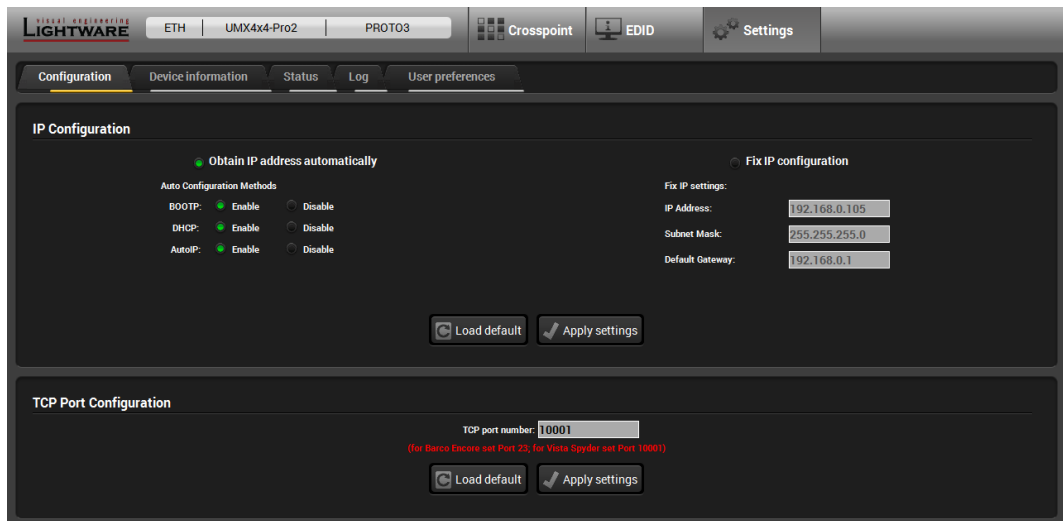 visual engineering
LIGHTWARE
ETH | UMX4x4-Pro2 | PROTO3
Crosspoint
EDID
Settings
Configuration
Device information
Status
Log
User preferences
IP Configuration
Obtain IP address automatically
Auto Configuration Methods
BOOTP: Enable Disable
DHCP: Enable Disable
AutoIP: Enable Disable
Fix IP configuration
Fix IP settings:
IP Address: 192.168.0.105
Subnet Mask: 255.255.255.0
Default Gateway: 192.168.0.1
Load default
Apply settings
TCP Port Configuration
TCP port number: 10001
(for Barco Encore set Port 23; for Vista Spyder set Port 10001)
Load default
Apply settings